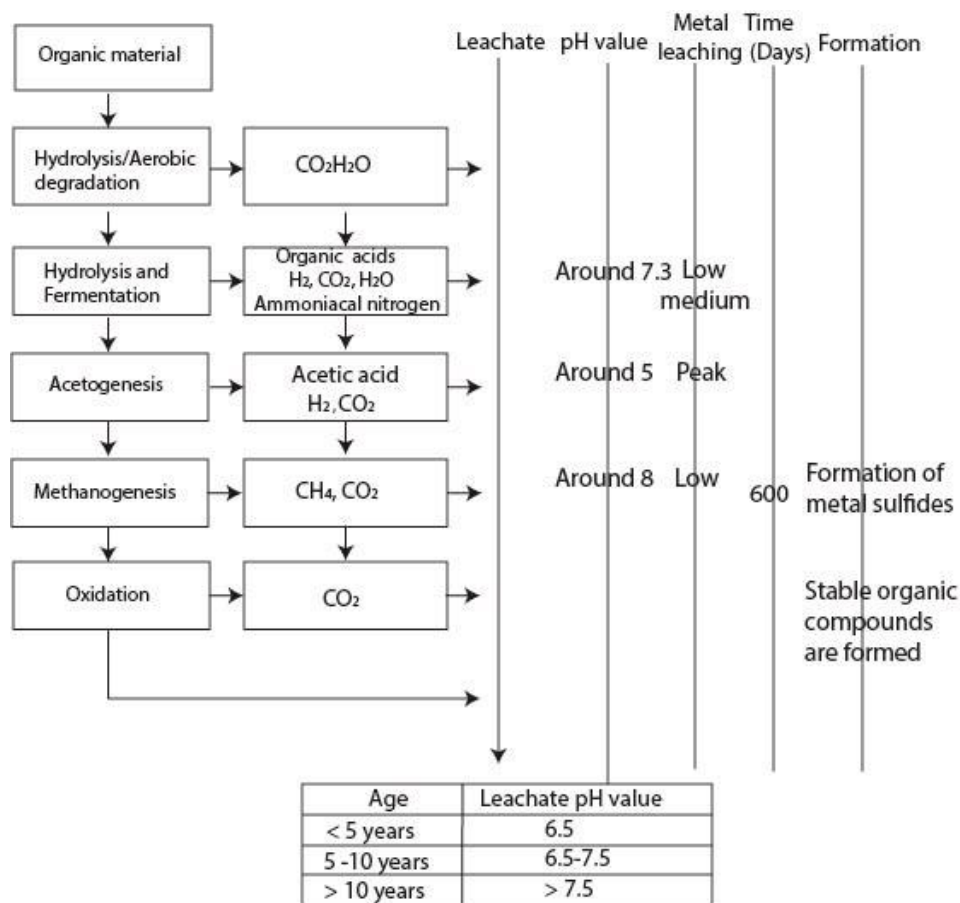 Organic material
Leachate
pH value
Metal
leaching
Time
(Days)
Formation
Hydrolysis/Aerobic
degradation
CO₂H₂O
Hydrolysis and
Fermentation
Organic acids
H₂, CO₂, H₂O
Ammoniacal nitrogen
Around 7.3
Low
medium
Acetogenesis
Acetic acid
H₂, CO₂
Around 5
Peak
Methanogenesis
CH4, CO₂
Around 8
Low
600
Formation of
metal sulfides
Oxidation
CO₂
Stable organic
compounds
are formed
Age Leachate pH value
< 5 years 6.5
5 -10 years 6.5-7.5
> 10 years > 7.5